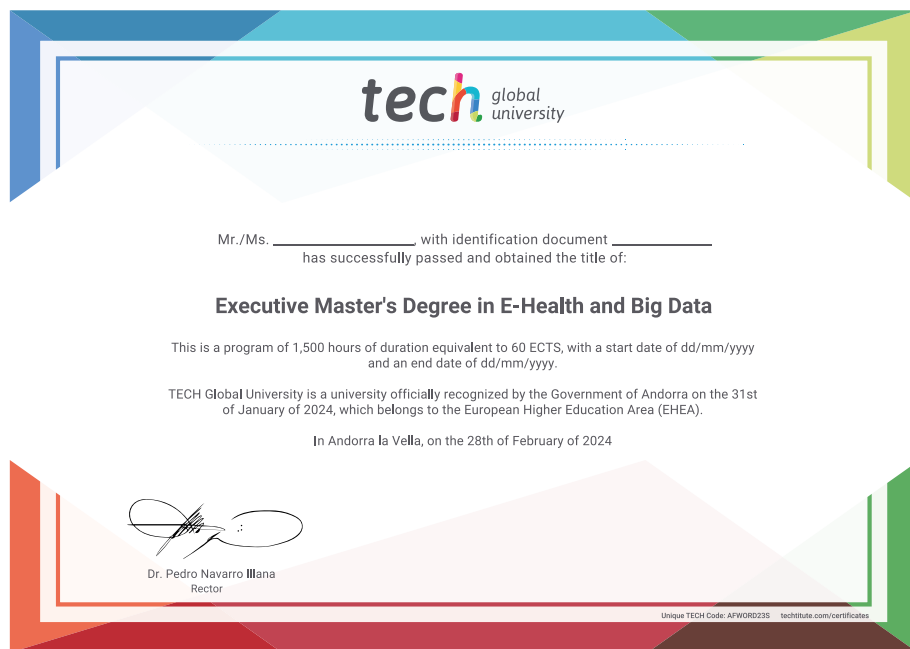 tech global university
Mr./Ms. ____________, with identification document ____________
has successfully passed and obtained the title of:
Executive Master's Degree in E-Health and Big Data
This is a program of 1,500 hours of duration equivalent to 60 ECTS, with a start date of dd/mm/yyyy
and an end date of dd/mm/yyyy.
TECH Global University is a university officially recognized by the Government of Andorra on the 31st
of January of 2024, which belongs to the European Higher Education Area (EHEA).
In Andorra la Vella, on the 28th of February of 2024
Dr. Pedro Navarro Illana
Rector
Unique TECH Code: AFWORD23S techtitute.com/certificates